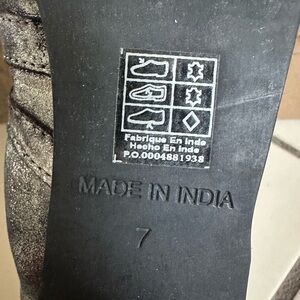 Fabrique En Inde
Hecho En Inde
P.O.0004881938
MADE IN INDIA
7